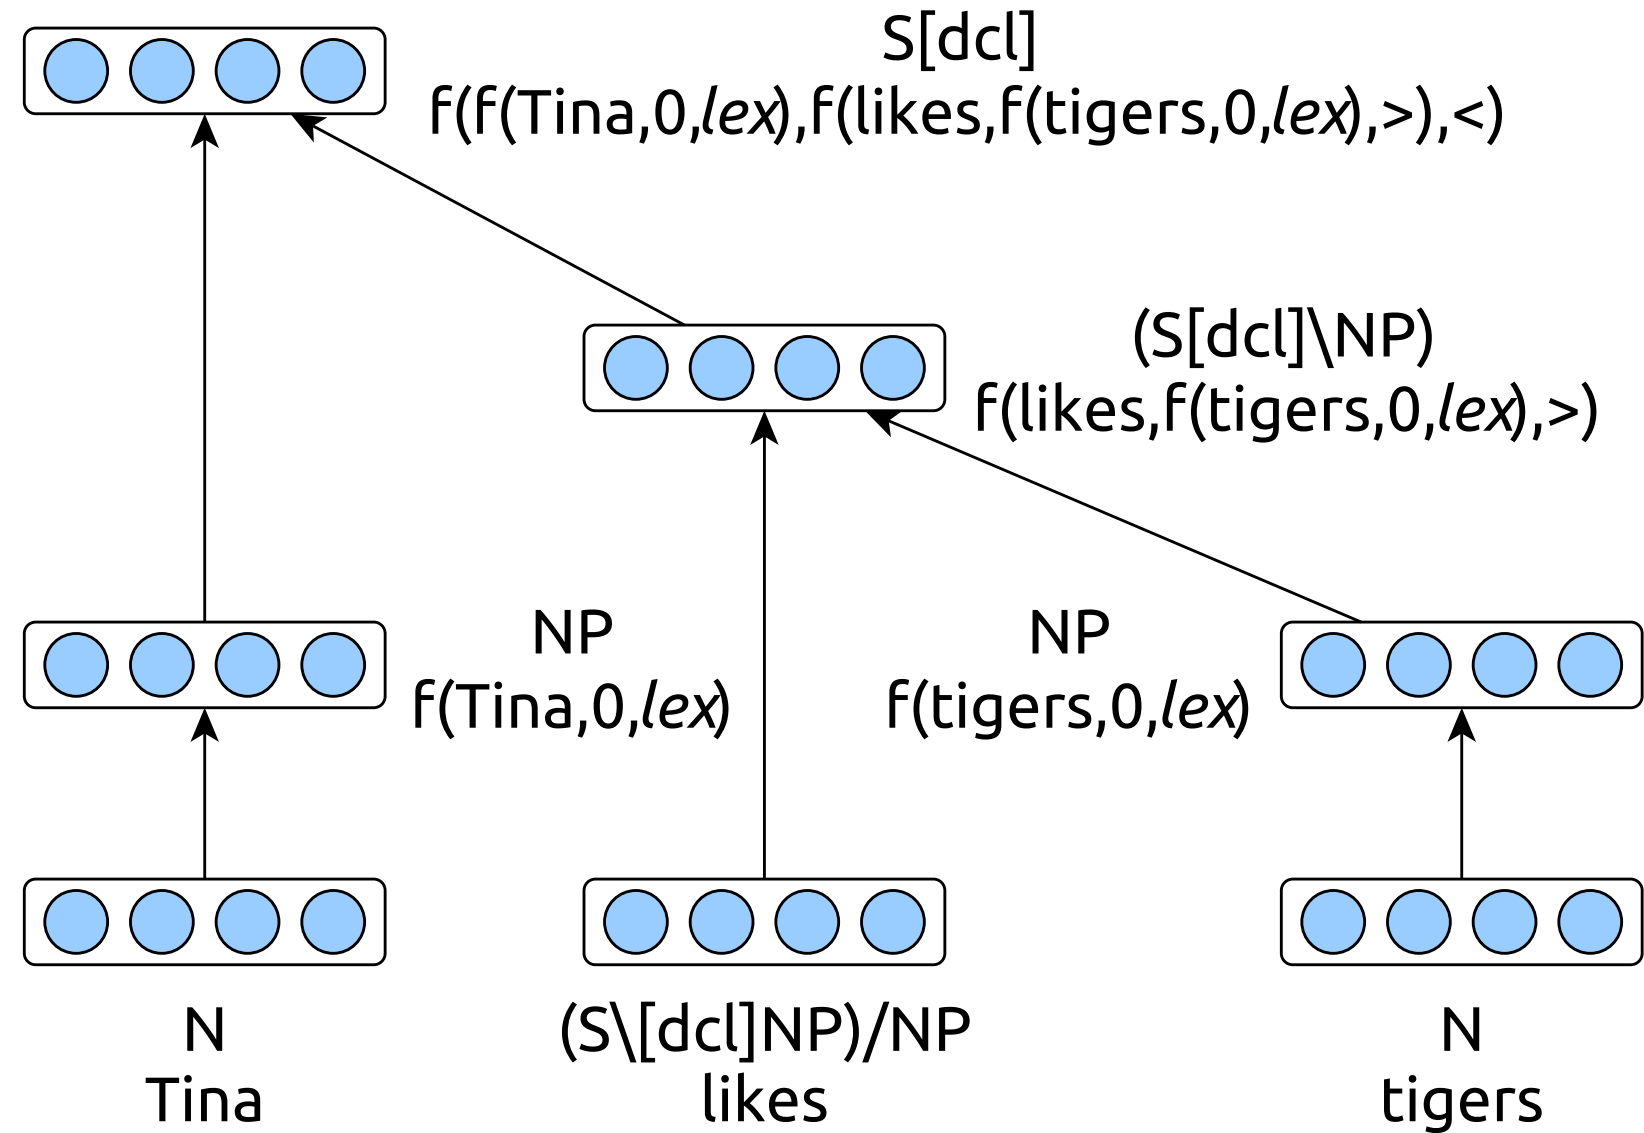 S[dcl]
f(f(Tina,0,lex),f(likes,f(tigers,0,lex),>),<)
(S[dcl]\NP)
f(likes,f(tigers,0,lex),>)
NP
f(Tina,0,lex)
NP
f(tigers,0,lex)
N
Tina
(S\[dcl]NP)/NP
likes
N
tigers